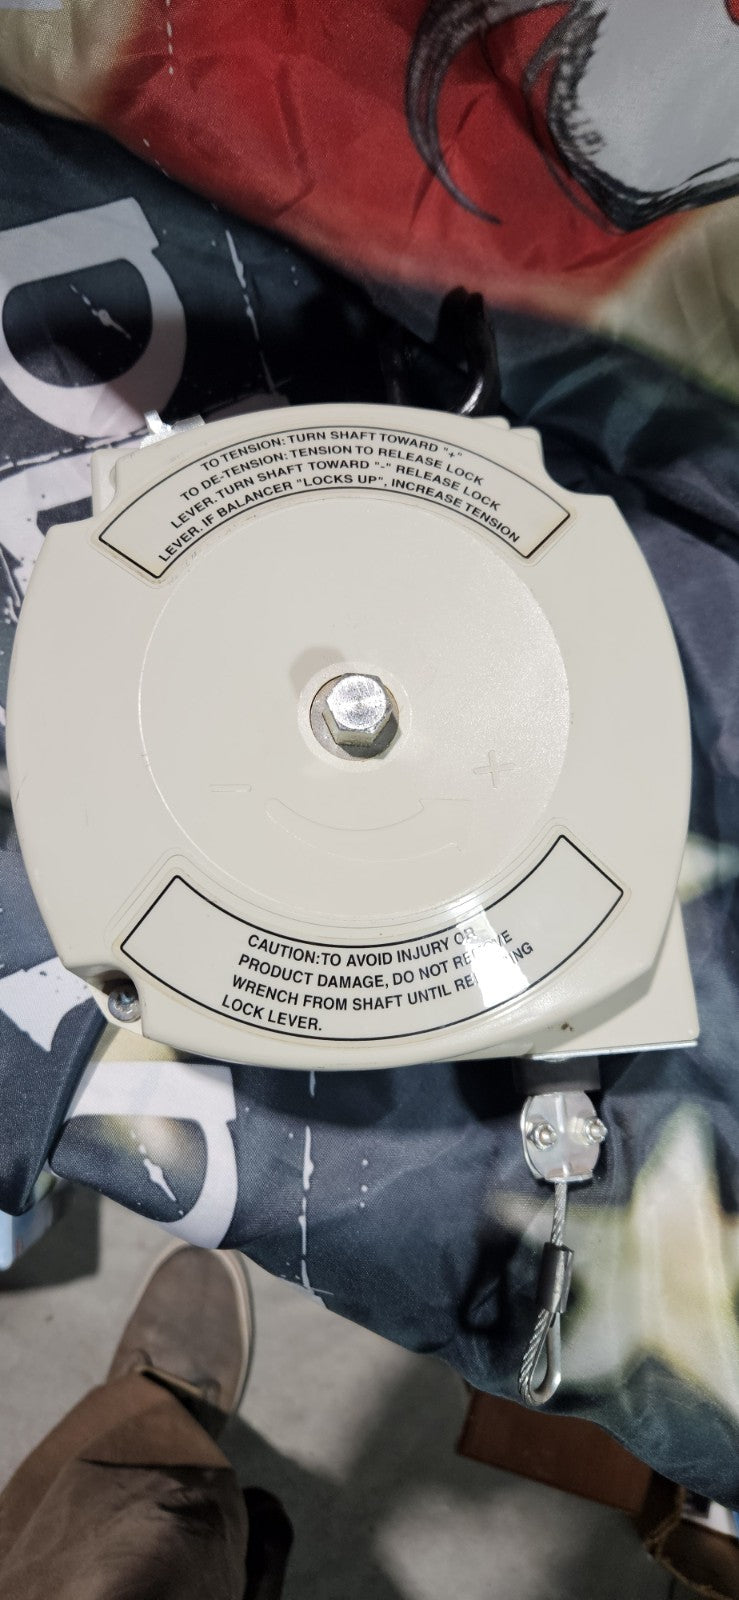 TO TENSION: TURN SHAFT TOWARD "+"
TO DE-TENSION: TENSION TO RELEASE LOCK
LEVER. TURN SHAFT TOWARD "-" RELEASE LOCK
LEVER. IF BALANCER "LOCKS UP", INCREASE TENSION
- +
CAUTION: TO AVOID INJURY OR
PRODUCT DAMAGE, DO NOT REMOVE
WRENCH FROM SHAFT UNTIL
LOCK LEVER.